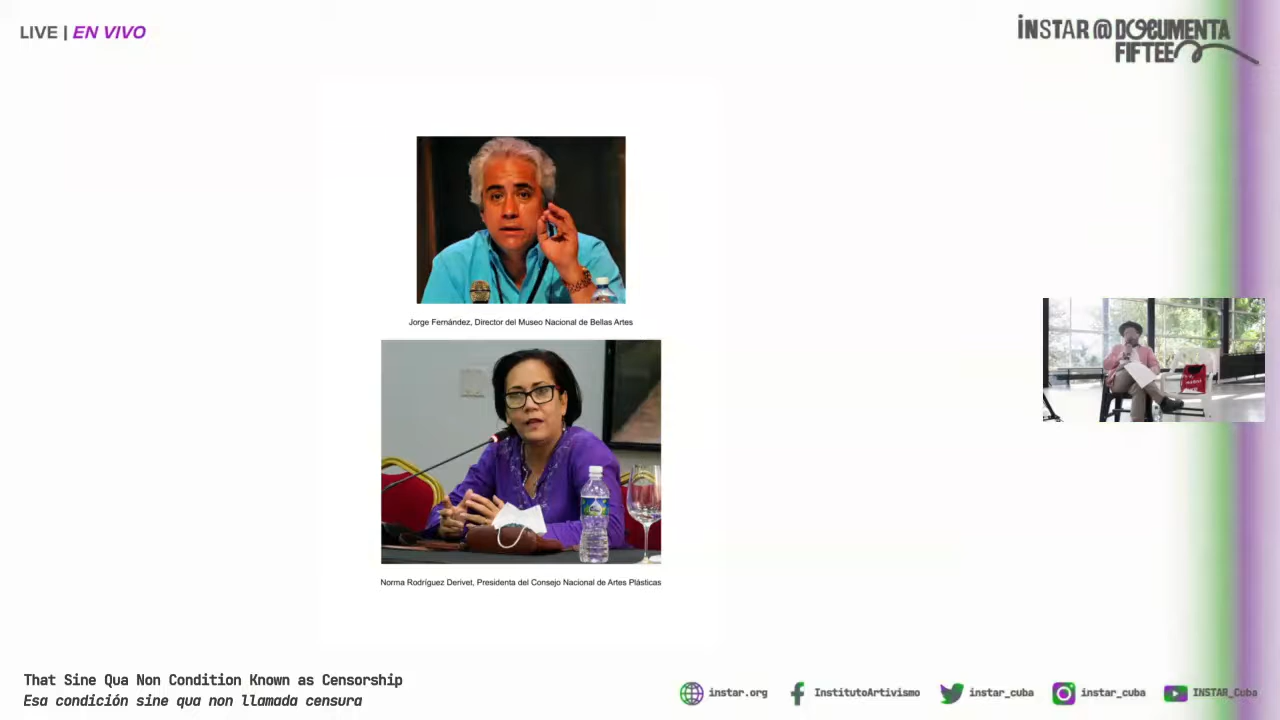 LIVE | EN VIVO
INSTAR @ DOCUMENTA
FIFTEEN
Jorge Fernández, Director del Museo Nacional de Bellas Artes
Norma Rodríguez Derivet, Presidenta del Consejo Nacional de Artes Plásticas
That Sine Qua Non Condition Known as Censorship
Esa condición sine qua non llamada censura
instar.org
InstitutoArtivismo
instar_cuba
instar_cuba
INSTAR_Cuba